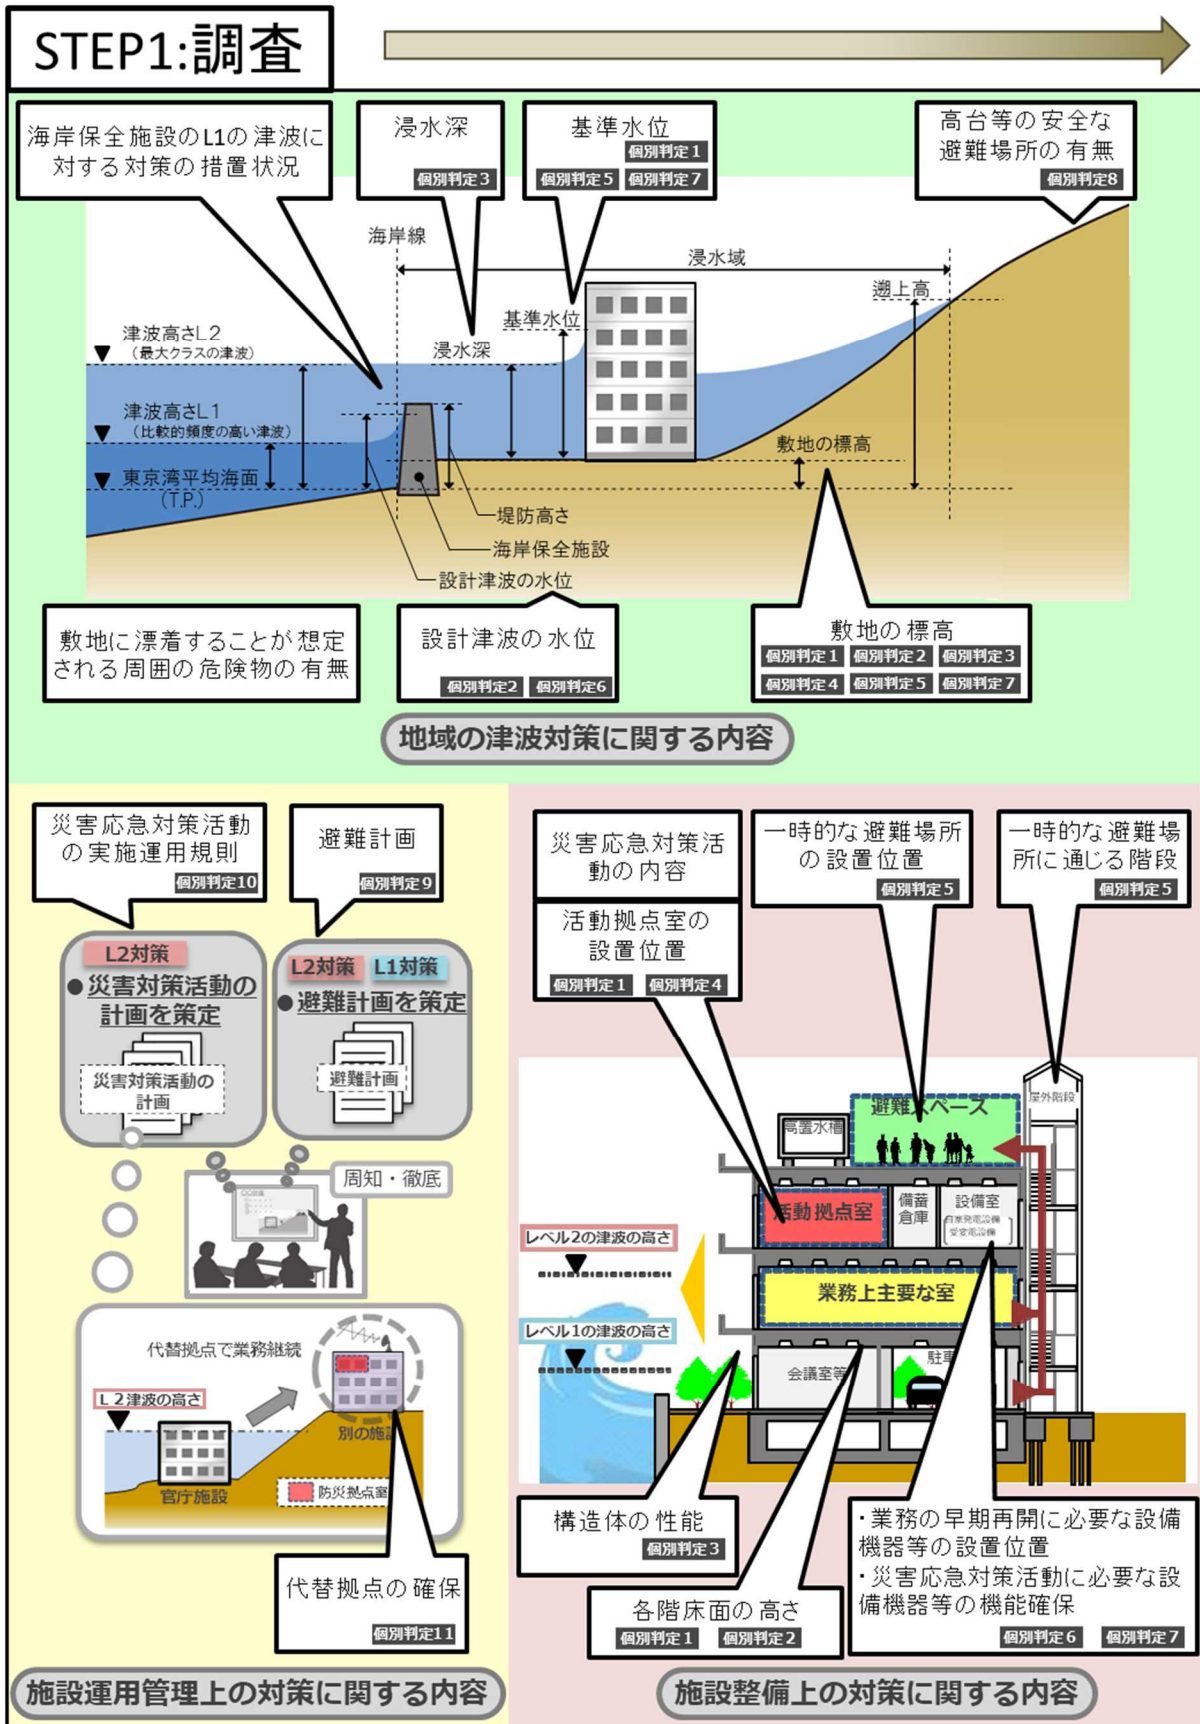 STEP1:調査
海岸保全施設のL1の津波に
対する対策の措置状況
浸水深
個別判定3
基準水位
個別判定1
個別判定5 個別判定7
高台等の安全な
避難場所の有無
個別判定8
海岸線
浸水域
遡上高
基準水位
浸水深
津波高さL2
(最大クラスの津波)
津波高さL1
(比較的頻度の高い津波)
東京湾平均海面
(T.P.)
敷地の標高
堤防高さ
海岸保全施設
設計津波の水位
敷地に漂着することが想定
される周囲の危険物の有無
設計津波の水位
個別判定2 個別判定6
敷地の標高
個別判定1 個別判定2 個別判定3
個別判定4 個別判定5 個別判定7
地域の津波対策に関する内容
災害応急対策活動
の実施運用規則
個別判定10
避難計画
個別判定9
L2対策
●災害対策活動の
計画を策定
災害対策活動の
計画
L2対策 L1対策
●避難計画を策定
避難計画
周知・徹底
代替拠点で業務継続
L2津波の高さ
官庁施設
別の施
防災拠点室
代替拠点の確保
個別判定11
施設運用管理上の対策に関する内容
災害応急対策活
動の内容
活動拠点室の
設置位置
個別判定1 個別判定4
一時的な避難場所
の設置位置
個別判定5
一時的な避難場
所に通じる階段
個別判定5
屋外階段
避難スペース
高置水槽
活動拠点室
備蓄
倉庫
設備室
自家発電設備
受変電設備
レベル2の津波の高さ
業務上主要な室
レベル1の津波の高さ
会議室等
駐車
構造体の性能
個別判定3
各階床面の高さ
個別判定1 個別判定2
・業務の早期再開に必要な設備
機器等の設置位置
・災害応急対策活動に必要な設
備機器等の機能確保
個別判定6 個別判定7
施設整備上の対策に関する内容